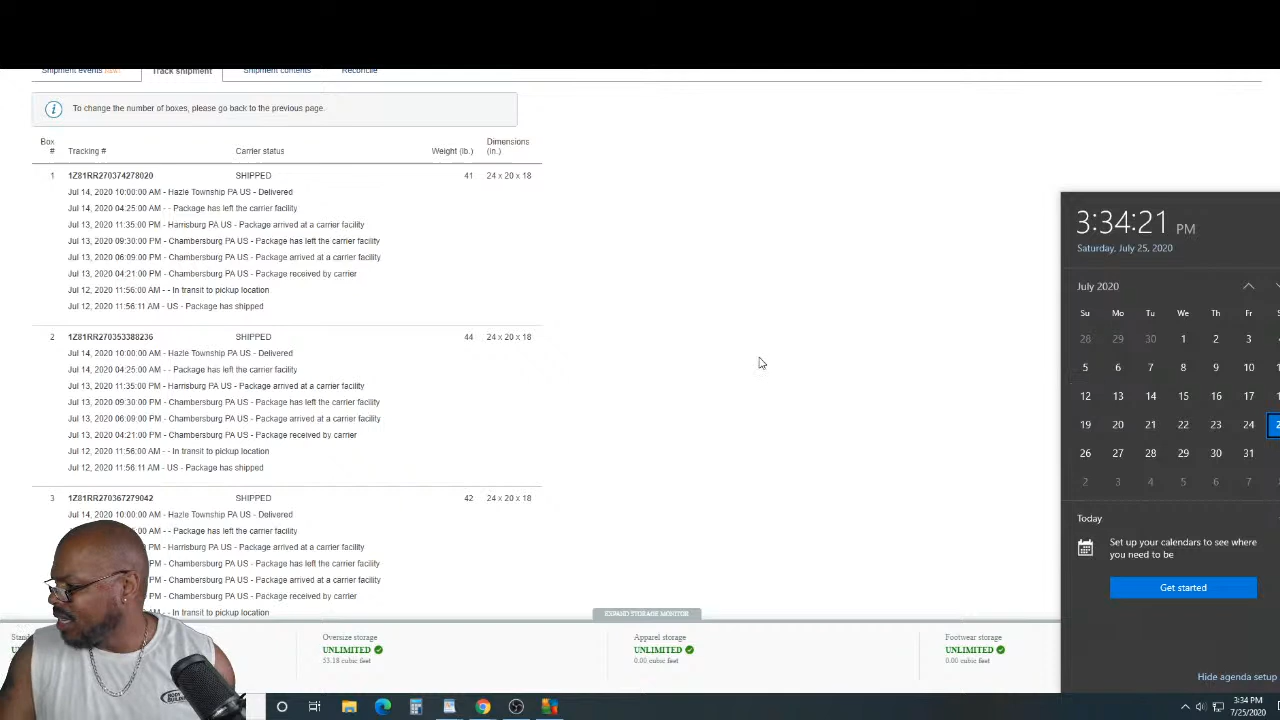 Shipment events
Track shipment
Shipment contents
Reconcile
To change the number of boxes, please go back to the previous page.
Box # Tracking # Carrier status Weight (lb.) Dimensions (in.)
1 1Z81RR270374278020 SHIPPED 41 24 x 20 x 18
Jul 14, 2020 10:00:00 AM - Hazle Township PA US - Delivered
Jul 14, 2020 04:25:00 AM - - Package has left the carrier facility
Jul 13, 2020 11:35:00 PM - Harrisburg PA US - Package arrived at a carrier facility
Jul 13, 2020 09:30:00 PM - Chambersburg PA US - Package has left the carrier facility
Jul 13, 2020 06:09:00 PM - Chambersburg PA US - Package arrived at a carrier facility
Jul 13, 2020 04:21:00 PM - Chambersburg PA US - Package received by carrier
Jul 12, 2020 11:56:00 AM - - In transit to pickup location
Jul 12, 2020 11:56:11 AM - US - Package has shipped
2 1Z81RR270353388236 SHIPPED 44 24 x 20 x 18
Jul 14, 2020 10:00:00 AM - Hazle Township PA US - Delivered
Jul 14, 2020 04:25:00 AM - - Package has left the carrier facility
Jul 13, 2020 11:35:00 PM - Harrisburg PA US - Package arrived at a carrier facility
Jul 13, 2020 09:30:00 PM - Chambersburg PA US - Package has left the carrier facility
Jul 13, 2020 06:09:00 PM - Chambersburg PA US - Package arrived at a carrier facility
Jul 13, 2020 04:21:00 PM - Chambersburg PA US - Package received by carrier
Jul 12, 2020 11:56:00 AM - - In transit to pickup location
Jul 12, 2020 11:56:11 AM - US - Package has shipped
3 1Z81RR270367279042 SHIPPED 42 24 x 20 x 18
Jul 14, 2020 10:00:00 AM - Hazle Township PA US - Delivered
AM - - Package has left the carrier facility
PM - Harrisburg PA US - Package arrived at a carrier facility
PM - Chambersburg PA US - Package has left the carrier facility
PM - Chambersburg PA US - Package arrived at a carrier facility
PM - Chambersburg PA US - Package received by carrier
AM - - In transit to pickup location
EXPAND STORAGE MONITOR
Oversize storage
UNLIMITED
53.18 cubic feet
Apparel storage
UNLIMITED
0.00 cubic feet
Footwear storage
UNLIMITED
0.00 cubic feet
3:34:21 PM
Saturday, July 25, 2020
July 2020
Su Mo Tu We Th Fr
28 29 30 1 2 3
5 6 7 8 9 10
12 13 14 15 16 17
19 20 21 22 23 24
26 27 28 29 30 31
2 3 4 5 6 7
Today
Set up your calendars to see where
you need to be
Get started
Hide agenda setup
3:34 PM
7/25/2020